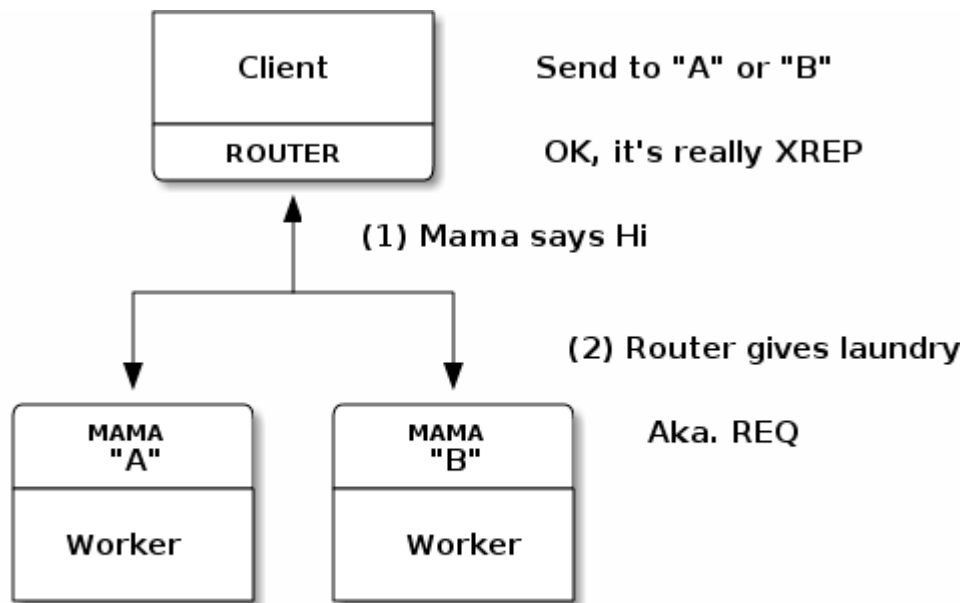 Client
Send to "A" or "B"
ROUTER
OK, it's really XREP
(1) Mama says Hi
(2) Router gives laundry
MAMA
"A"
MAMA
"B"
Aka. REQ
Worker
Worker